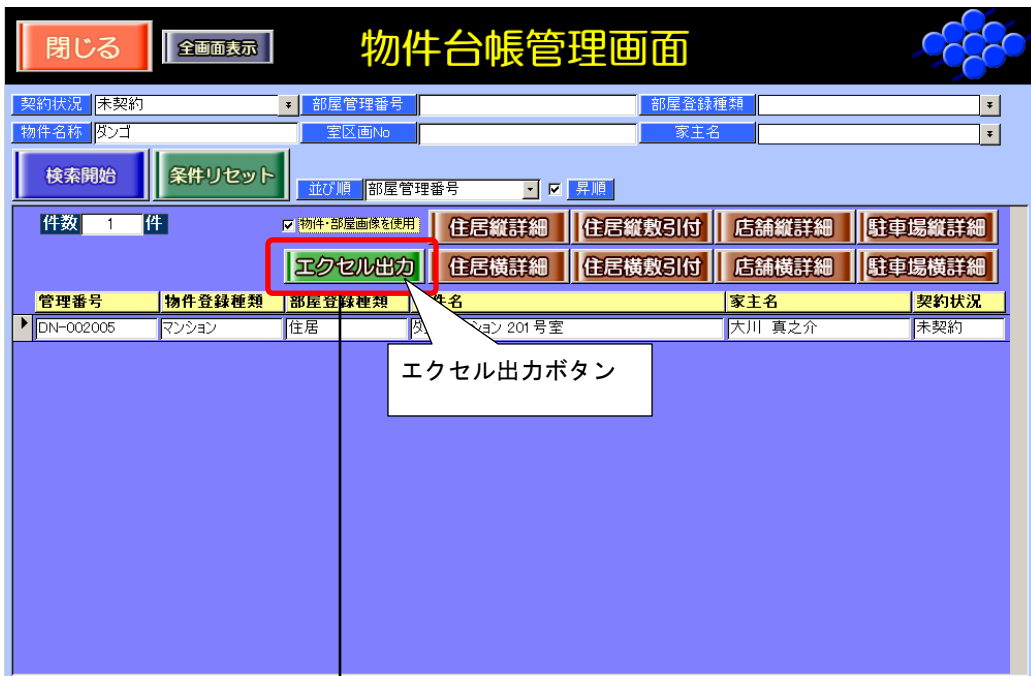 閉じる 全画面表示 物件台帳管理画面
契約状況 未契約 部屋管理番号 部屋登録種類
物件名称 ダンゴ 室区画No 家主名
検索開始 条件リセット 並び順 部屋管理番号 昇順
件数 1 件 物件・部屋画像を使用 住居縦詳細 住居縦敷引付 店舗縦詳細 駐車場縦詳細
エクセル出力 住居横詳細 住居横敷引付 店舗横詳細 駐車場横詳細
管理番号 物件登録種類 部屋登録種類 件名 家主名 契約状況
DN-002005 マンション 住居 ション 201号室 大川 真之介 未契約
エクセル出力ボタン